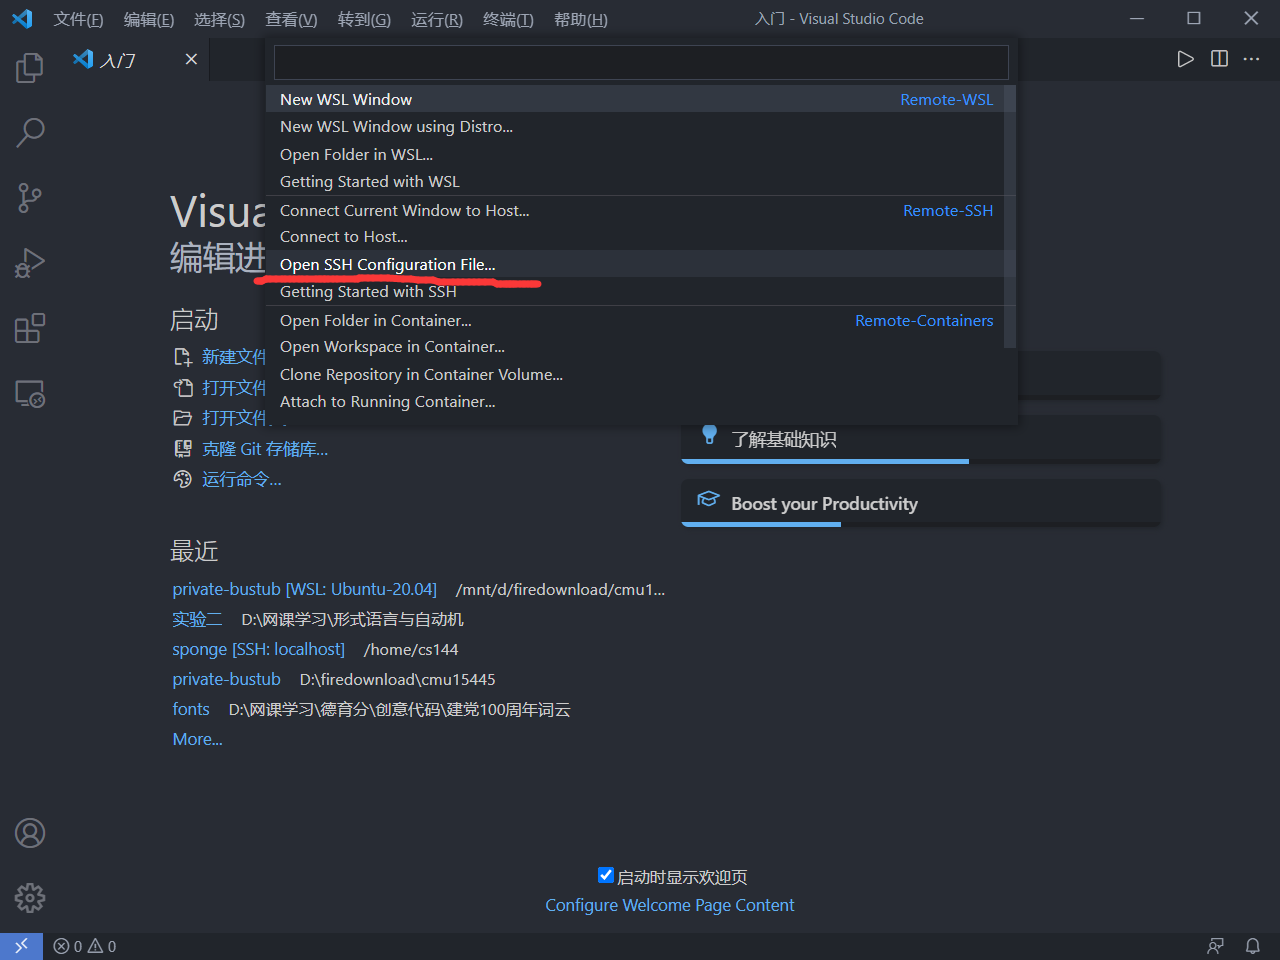 文件(F) 编辑(E) 选择(S) 查看(V) 转到(G) 运行(R) 终端(T) 帮助(H) 入门 - Visual Studio Code
入门
New WSL Window Remote-WSL
New WSL Window using Distro...
Open Folder in WSL...
Getting Started with WSL
Connect Current Window to Host... Remote-SSH
Connect to Host...
Open SSH Configuration File...
Getting Started with SSH
Open Folder in Container... Remote-Containers
Open Workspace in Container...
Clone Repository in Container Volume...
Attach to Running Container...
Visua
编辑进
启动
新建文件
打开文件
打开文件
克隆 Git 存储库...
运行命令...
了解基础知识
Boost your Productivity
最近
private-bustub [WSL: Ubuntu-20.04] /mnt/d/firedownload/cmu1...
实验二 D:\网课学习\形式语言与自动机
sponge [SSH: localhost] /home/cs144
private-bustub D:\firedownload\cmu15445
fonts D:\网课学习\德育分\创意代码\建党100周年词云
More...
启动时显示欢迎页
Configure Welcome Page Content
0 0